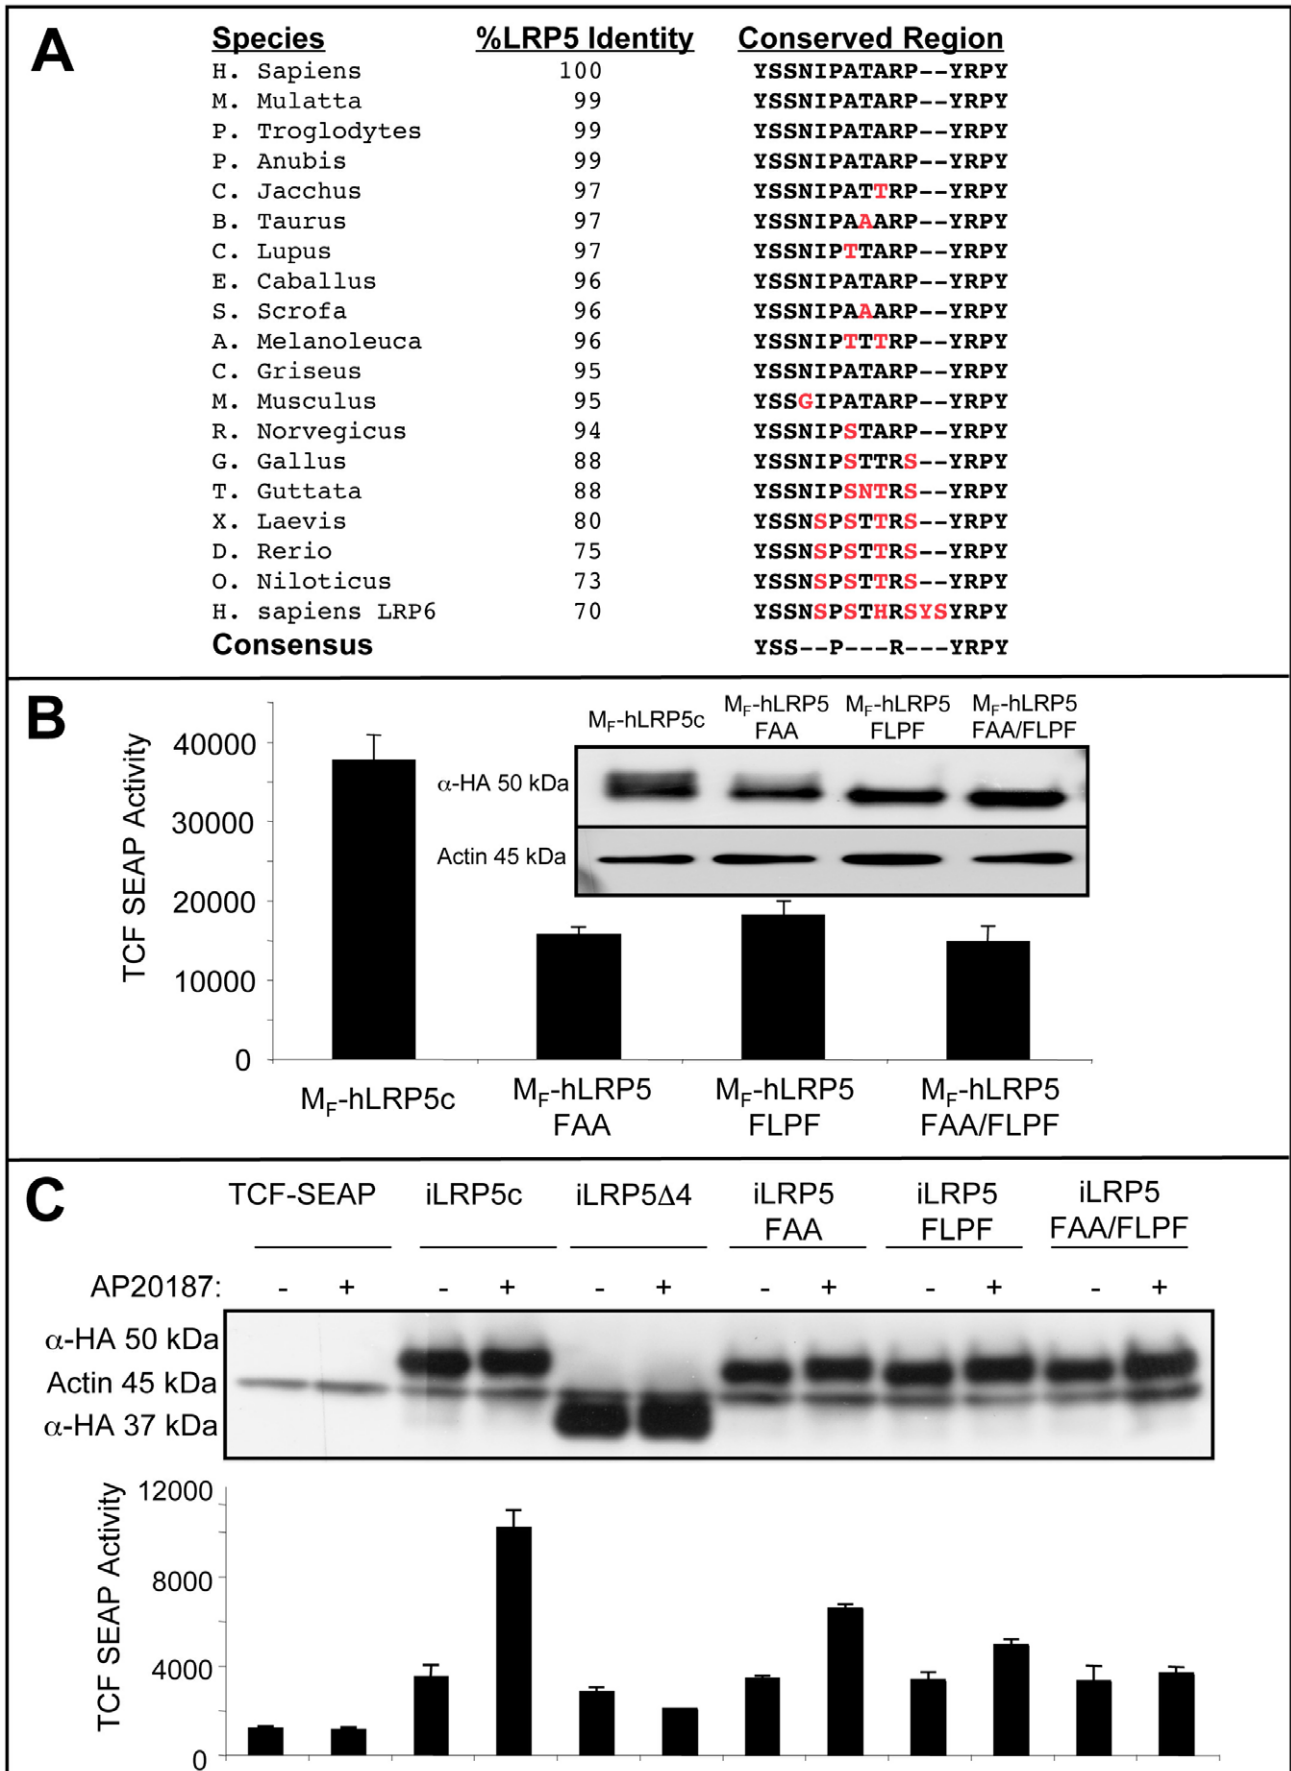 A
Species %LRP5 Identity Conserved Region
H. Sapiens 100 YSSNIPATARP--YRPY
M. Mulatta 99 YSSNIPATARP--YRPY
P. Troglodytes 99 YSSNIPATARP--YRPY
P. Anubis 99 YSSNIPATARP--YRPY
C. Jacchus 97 YSSNIPATTRP--YRPY
B. Taurus 97 YSSNIPAAARP--YRPY
C. Lupus 97 YSSNIPTTARP--YRPY
E. Caballus 96 YSSNIPATARP--YRPY
S. Scrofa 96 YSSNIPAAARP--YRPY
A. Melanoleuca 96 YSSNIPTTTRP--YRPY
C. Griseus 95 YSSNIPATARP--YRPY
M. Musculus 95 YSSGIPATARP--YRPY
R. Norvegicus 94 YSSNIPSTARP--YRPY
G. Gallus 88 YSSNIPSTTRS--YRPY
T. Guttata 88 YSSNIPSNTRS--YRPY
X. Laevis 80 YSSNSPSTTRS--YRPY
D. Rerio 75 YSSNSPSTTRS--YRPY
O. Niloticus 73 YSSNSPSTTRS--YRPY
H. sapiens LRP6 70 YSSNSPSTHRSYSYRPY
Consensus YSS--P---R---YRPY
B
TCF SEAP Activity
40000
30000
20000
10000
0
MF-hLRP5c MF-hLRP5 FAA MF-hLRP5 FLPF MF-hLRP5 FAA/FLPF
α-HA 50 kDa
Actin 45 kDa
MF-hLRP5c MF-hLRP5 MF-hLRP5 MF-hLRP5
FAA FLPF FAA/FLPF
C
TCF-SEAP iLRP5c iLRP5Δ4 iLRP5 iLRP5 iLRP5
FAA FLPF FAA/FLPF
AP20187: - + - + - + - + - + - +
α-HA 50 kDa
Actin 45 kDa
α-HA 37 kDa
TCF SEAP Activity
12000
8000
4000
0